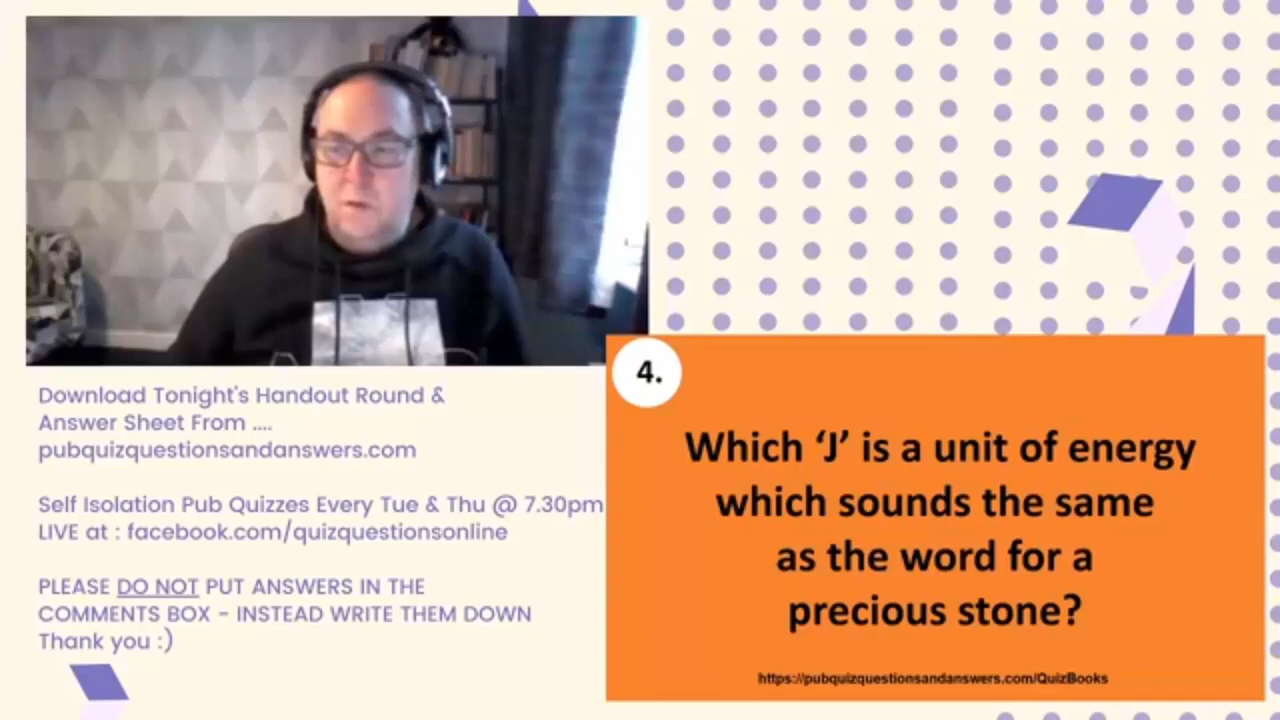 Download Tonight's Handout Round &
Answer Sheet From ....
pubquizquestionsandanswers.com
Self Isolation Pub Quizzes Every Tue & Thu @ 7.30pm
LIVE at : facebook.com/quizquestionsonline
PLEASE DO NOT PUT ANSWERS IN THE
COMMENTS BOX - INSTEAD WRITE THEM DOWN
Thank you :)
4.
Which ‘J’ is a unit of energy
which sounds the same
as the word for a
precious stone?
https://pubquizquestionsandanswers.com/QuizBooks